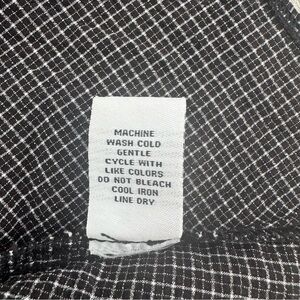 MACHINE
WASH COLD
GENTLE
CYCLE WITH
LIKE COLORS
DO NOT BLEACH
COOL IRON
LINE DRY